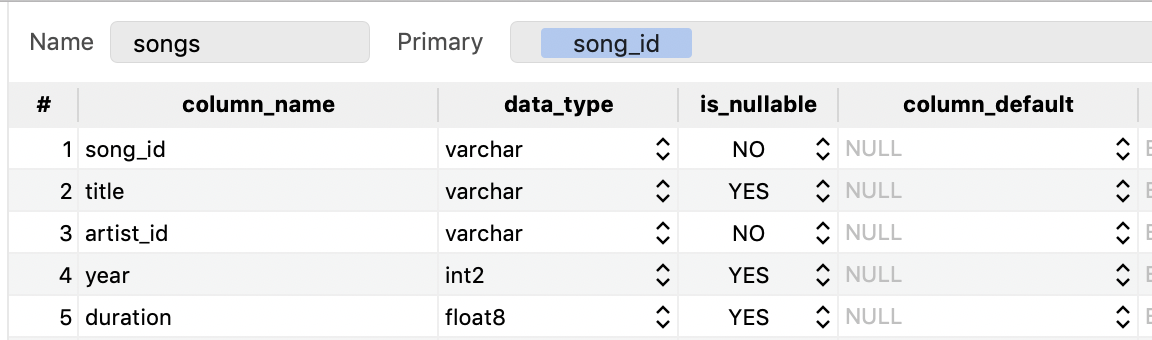 Name songs Primary song_id
# column_name data_type is_nullable column_default
1 song_id varchar NO NULL
2 title varchar YES NULL
3 artist_id varchar NO NULL
4 year int2 YES NULL
5 duration float8 YES NULL